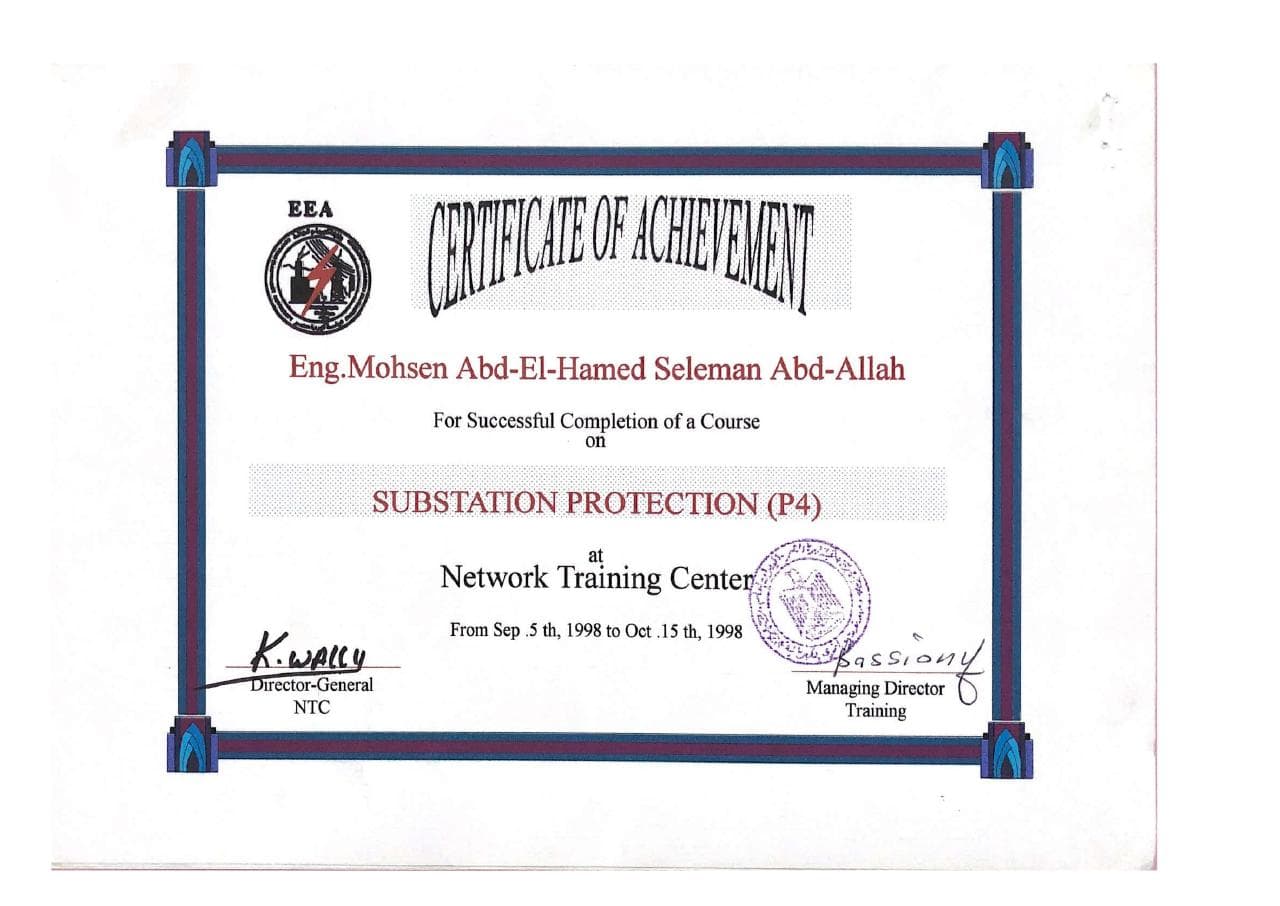 EEA
CERTIFICATE OF ACHIEVEMENT
Eng.Mohsen Abd-El-Hamed Seleman Abd-Allah
For Successful Completion of a Course
on
SUBSTATION PROTECTION (P4)
at
Network Training Center
From Sep .5 th, 1998 to Oct .15 th, 1998
K. WALLY
Bassiony
Director-General
Managing Director
NTC
Training